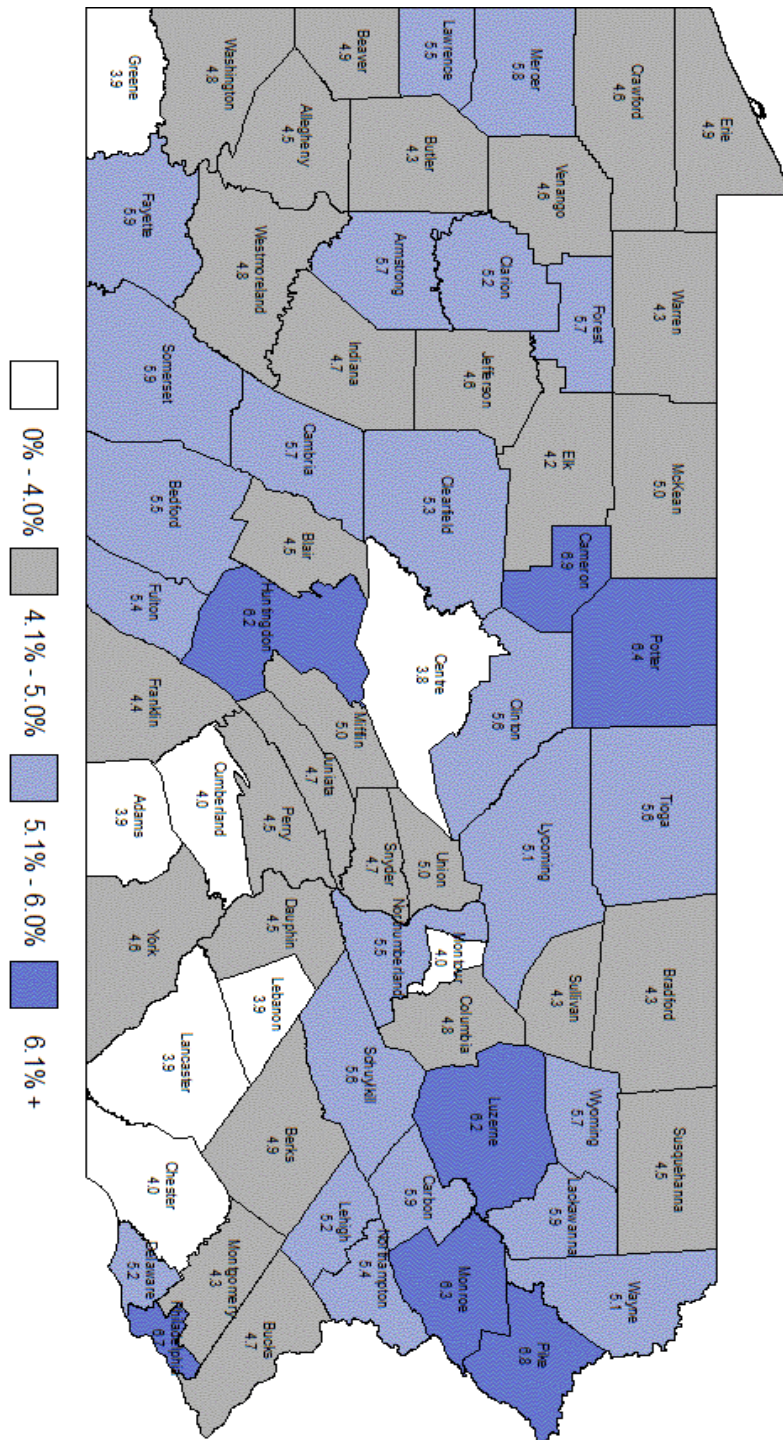 Erie
4.9
Crawford
4.6
Warren
4.3
McKean
5.0
Potter
6.4
Tioga
5.6
Bradford
4.3
Susquehanna
4.5
Wayne
5.1
Mercer
5.8
Venango
4.6
Forest
5.7
Elk
4.2
Cameron
6.9
Clinton
5.6
Lycoming
5.1
Sullivan
4.3
Wyoming
5.7
Lackawanna
5.9
Pike
6.8
Lawrence
5.5
Butler
4.3
Clarion
5.2
Jefferson
4.6
Clearfield
5.3
Centre
3.8
Union
5.0
Montour
4.0
Columbia
4.8
Luzerne
6.2
Monroe
6.3
Beaver
4.9
Armstrong
5.7
Indiana
4.7
Snyder
4.7
Northumberland
5.5
Schuylkill
5.6
Carbon
5.9
Northampton
5.4
Allegheny
4.5
Cambria
5.7
Blair
4.5
Mifflin
5.0
Juniata
4.7
Lehigh
5.2
Washington
4.8
Westmoreland
4.8
Huntingdon
6.2
Perry
4.5
Dauphin
4.5
Lebanon
3.9
Berks
4.9
Bucks
4.7
Greene
3.9
Fayette
5.9
Somerset
5.9
Bedford
5.5
Fulton
5.4
Franklin
4.4
Cumberland
4.0
Adams
3.9
York
4.6
Lancaster
3.9
Chester
4.0
Montgomery
4.3
Delaware
5.2
Philadelphia
6.7
0% - 4.0%
4.1% - 5.0%
5.1% - 6.0%
6.1% +